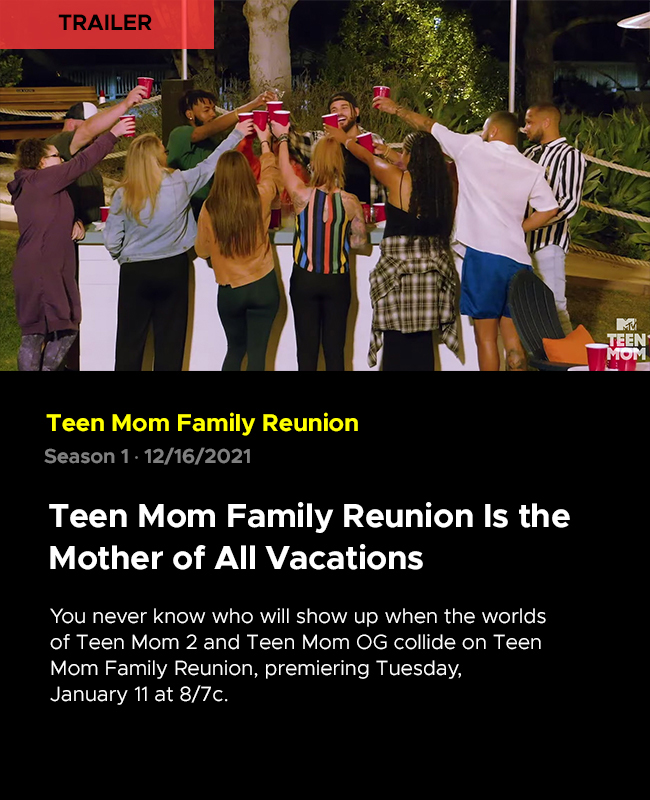 TRAILER
MTV
TEEN
MOM
Teen Mom Family Reunion
Season 1 · 12/16/2021
Teen Mom Family Reunion Is the
Mother of All Vacations
You never know who will show up when the worlds
of Teen Mom 2 and Teen Mom OG collide on Teen
Mom Family Reunion, premiering Tuesday,
January 11 at 8/7c.